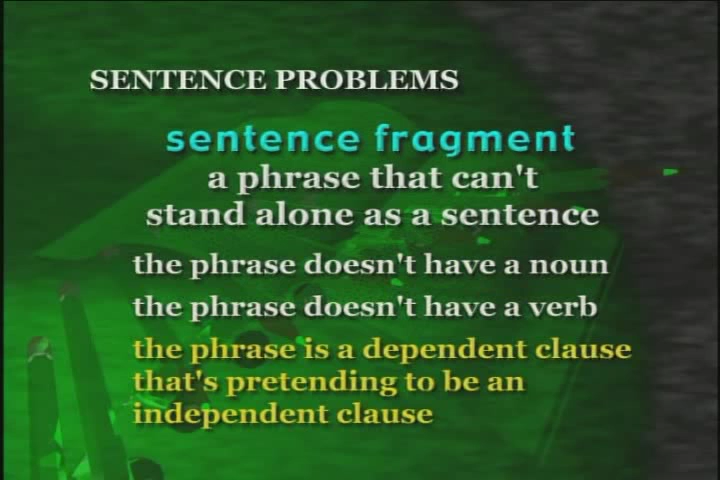 SENTENCE PROBLEMS
sentence fragment
a phrase that can't
stand alone as a sentence
the phrase doesn't have a noun
the phrase doesn't have a verb
the phrase is a dependent clause
that's pretending to be an
independent clause